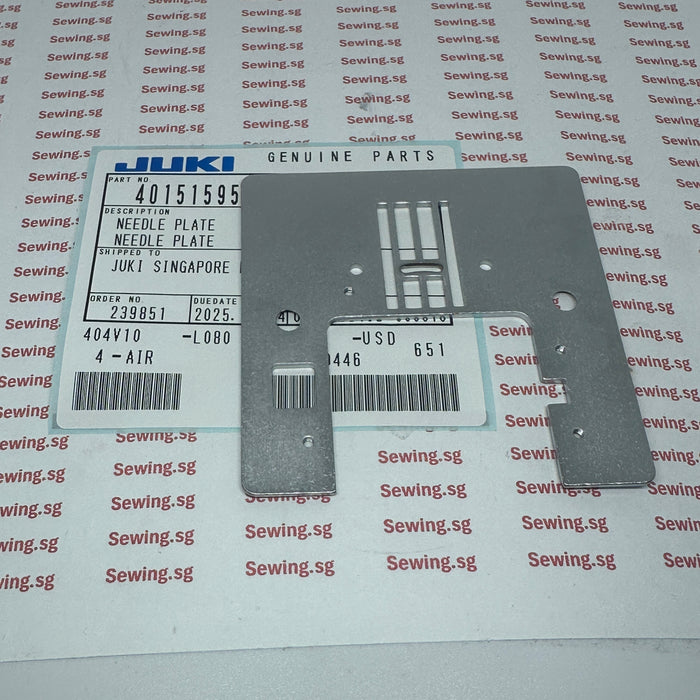 JUKI GENUINE PARTS
PART NO.
40151595
DESCRIPTION
NEEDLE PLATE
NEEDLE PLATE
SHIPPED TO
JUKI SINGAPORE
ORDER NO. DUEDATE
239851 2025.
404V10 -L080 -USD
4-AIR 0446 651
Sewing.sg